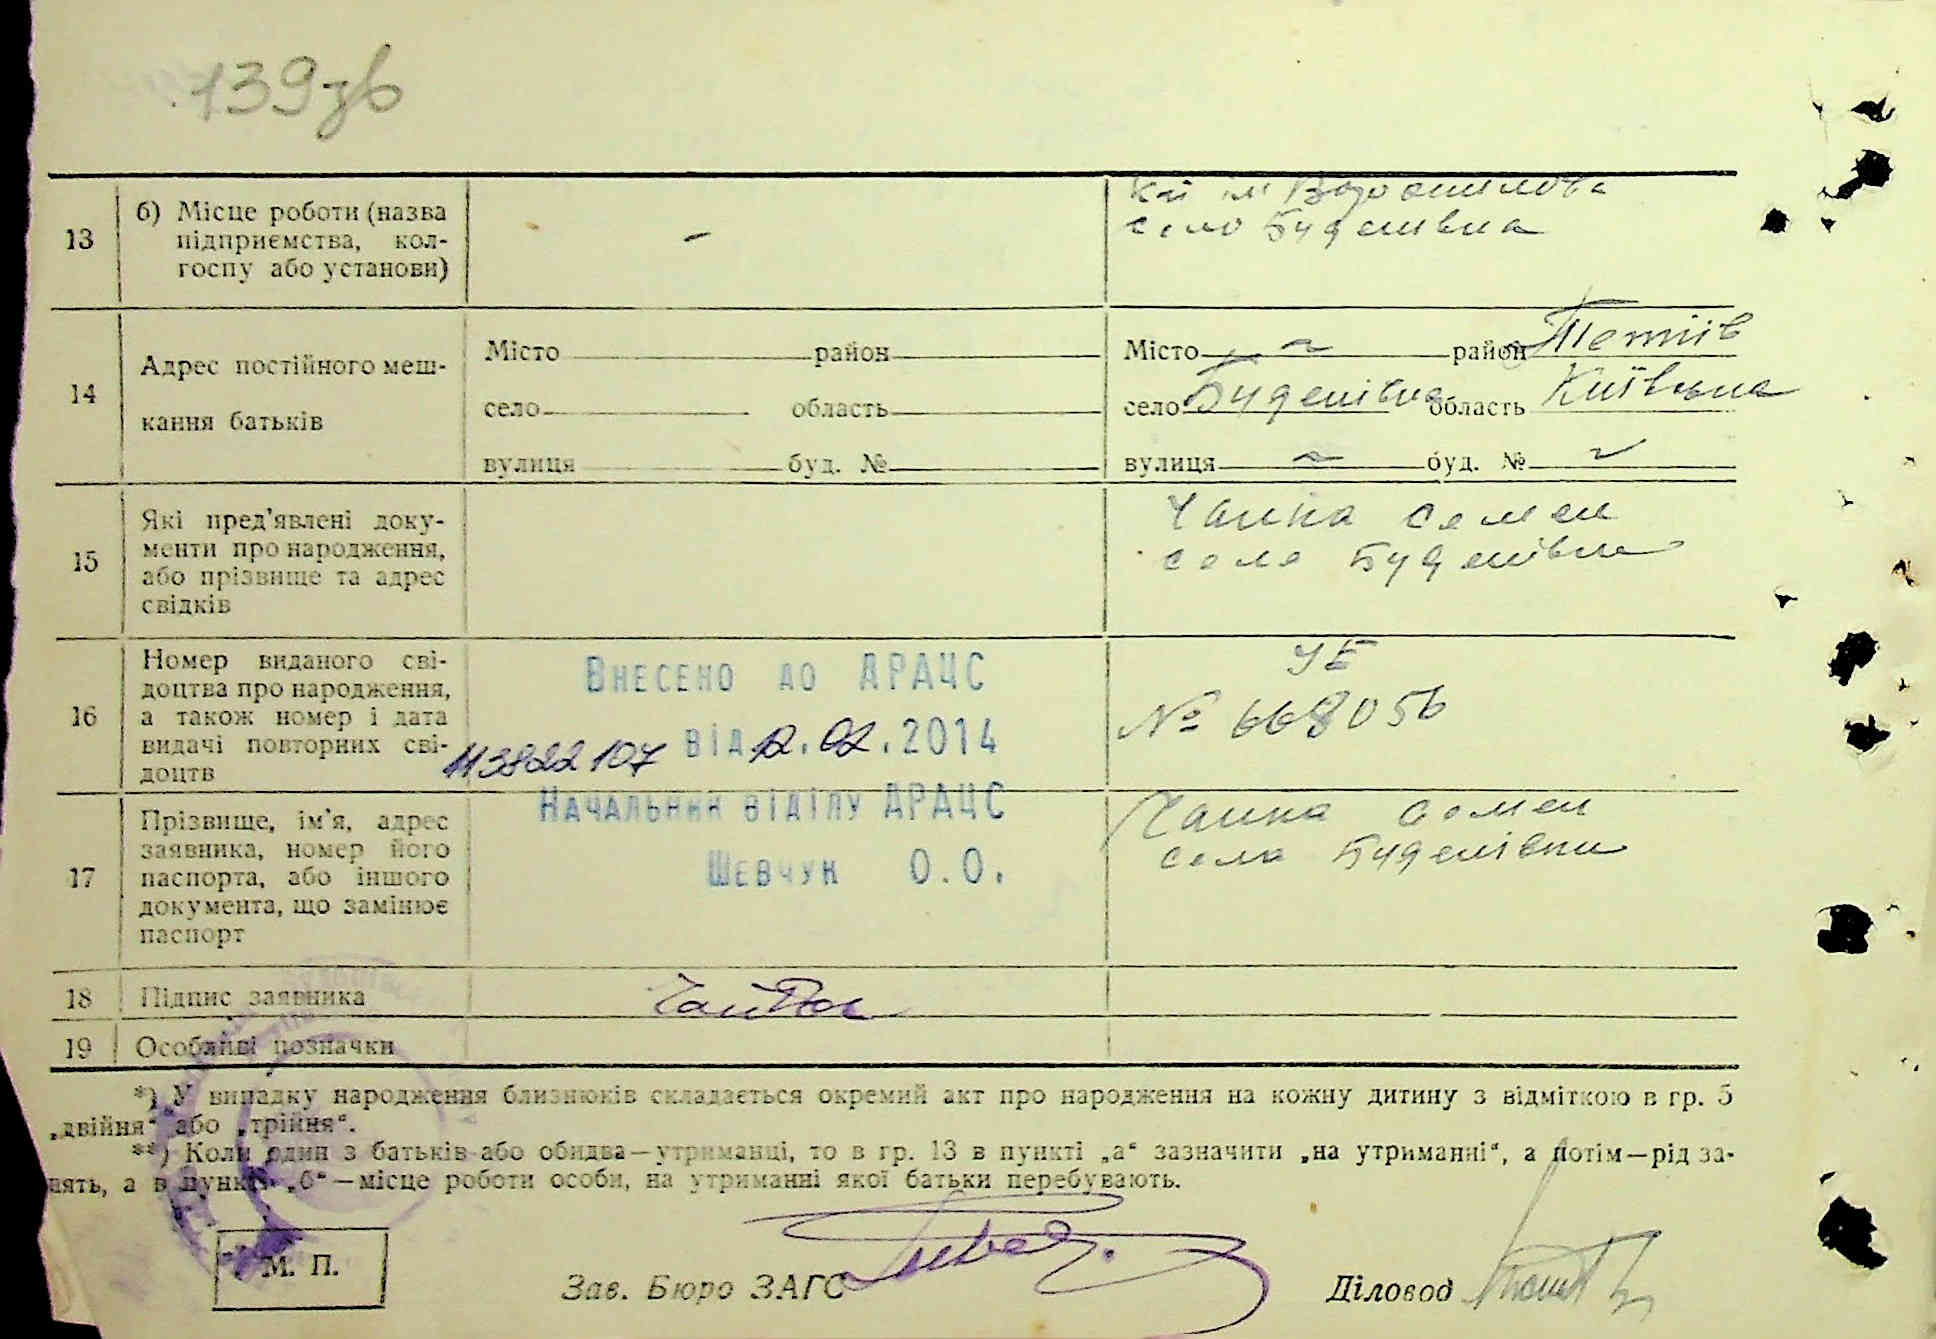 139зв
13
б) Місце роботи (назва
підприємства, кол-
госпу або установи)
-
ім Ворошилова
село Буденівка
14
Адрес постійного меш-
кання батьків
Місто район
село область
вулиця буд. №
Місто - район Тетіїв
село Буденівка область Київська
вулиця - буд. № -
15
Які пред'явлені доку-
менти про народження,
або прізвище та адрес
свідків
Чайка Семен
село Буденівка
16
Номер виданого сві-
доцтва про народження,
а також номер і дата
видачі повторних сві-
доцтв
Внесено до ДРАЦС
113822107 від 12.02.2014
Начальник відділу ДРАЦС
Шевчук О.О.
УЕ
№ 668056
17
Прізвище, ім'я, адрес
заявника, номер його
паспорта, або іншого
документа, що замінює
паспорт
Чайка Семен
села Буденівки
18
Підпис заявника
Чайка
19
Особливі позначки
*) У випадку народження близнюків складається окремий акт про народження на кожну дитину з відміткою в гр. 5
„двійня“ або „трійня“.
**) Коли один з батьків або обидва—утриманці, то в гр. 13 в пункті „а“ зазначити „на утриманні“, а потім—рід за-
нять, а в пункті „б“—місце роботи особи, на утриманні якої батьки перебувають.
М. П.
Зав. Бюро ЗАГС
Діловод